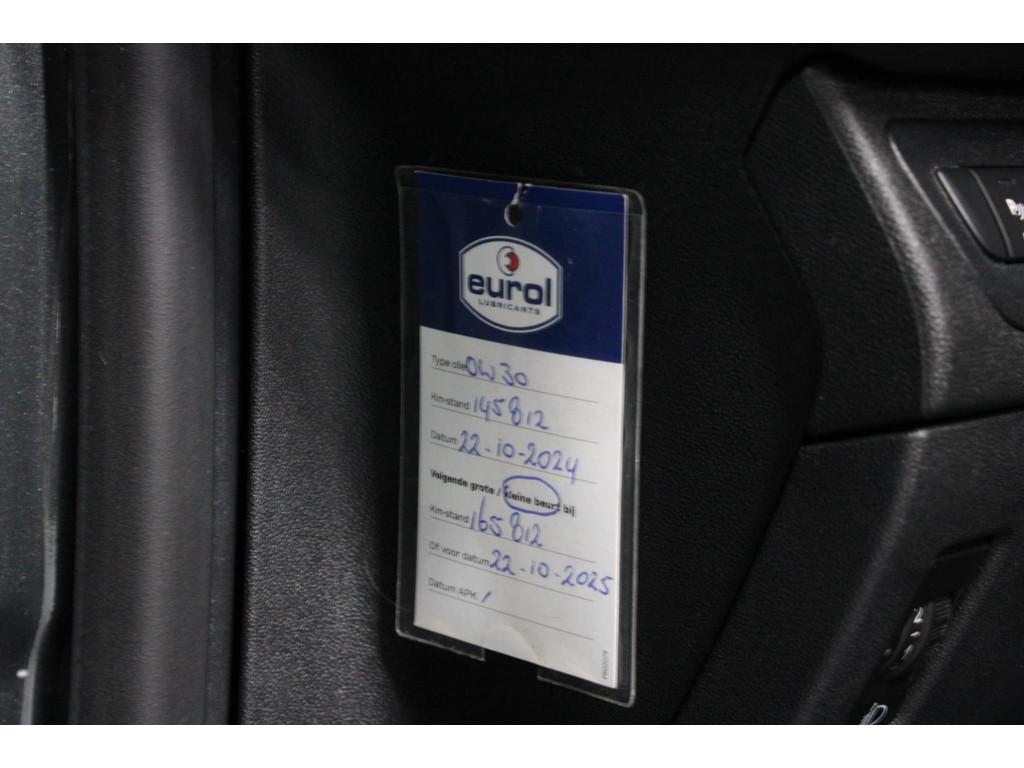 eurol
LUBRICANTS
Type olie 0W30
Km-stand 145812
Datum 22-10-2024
Volgende grote / kleine beurt bij
Km-stand 165812
Of voor datum 22-10-2025
Datum APK /